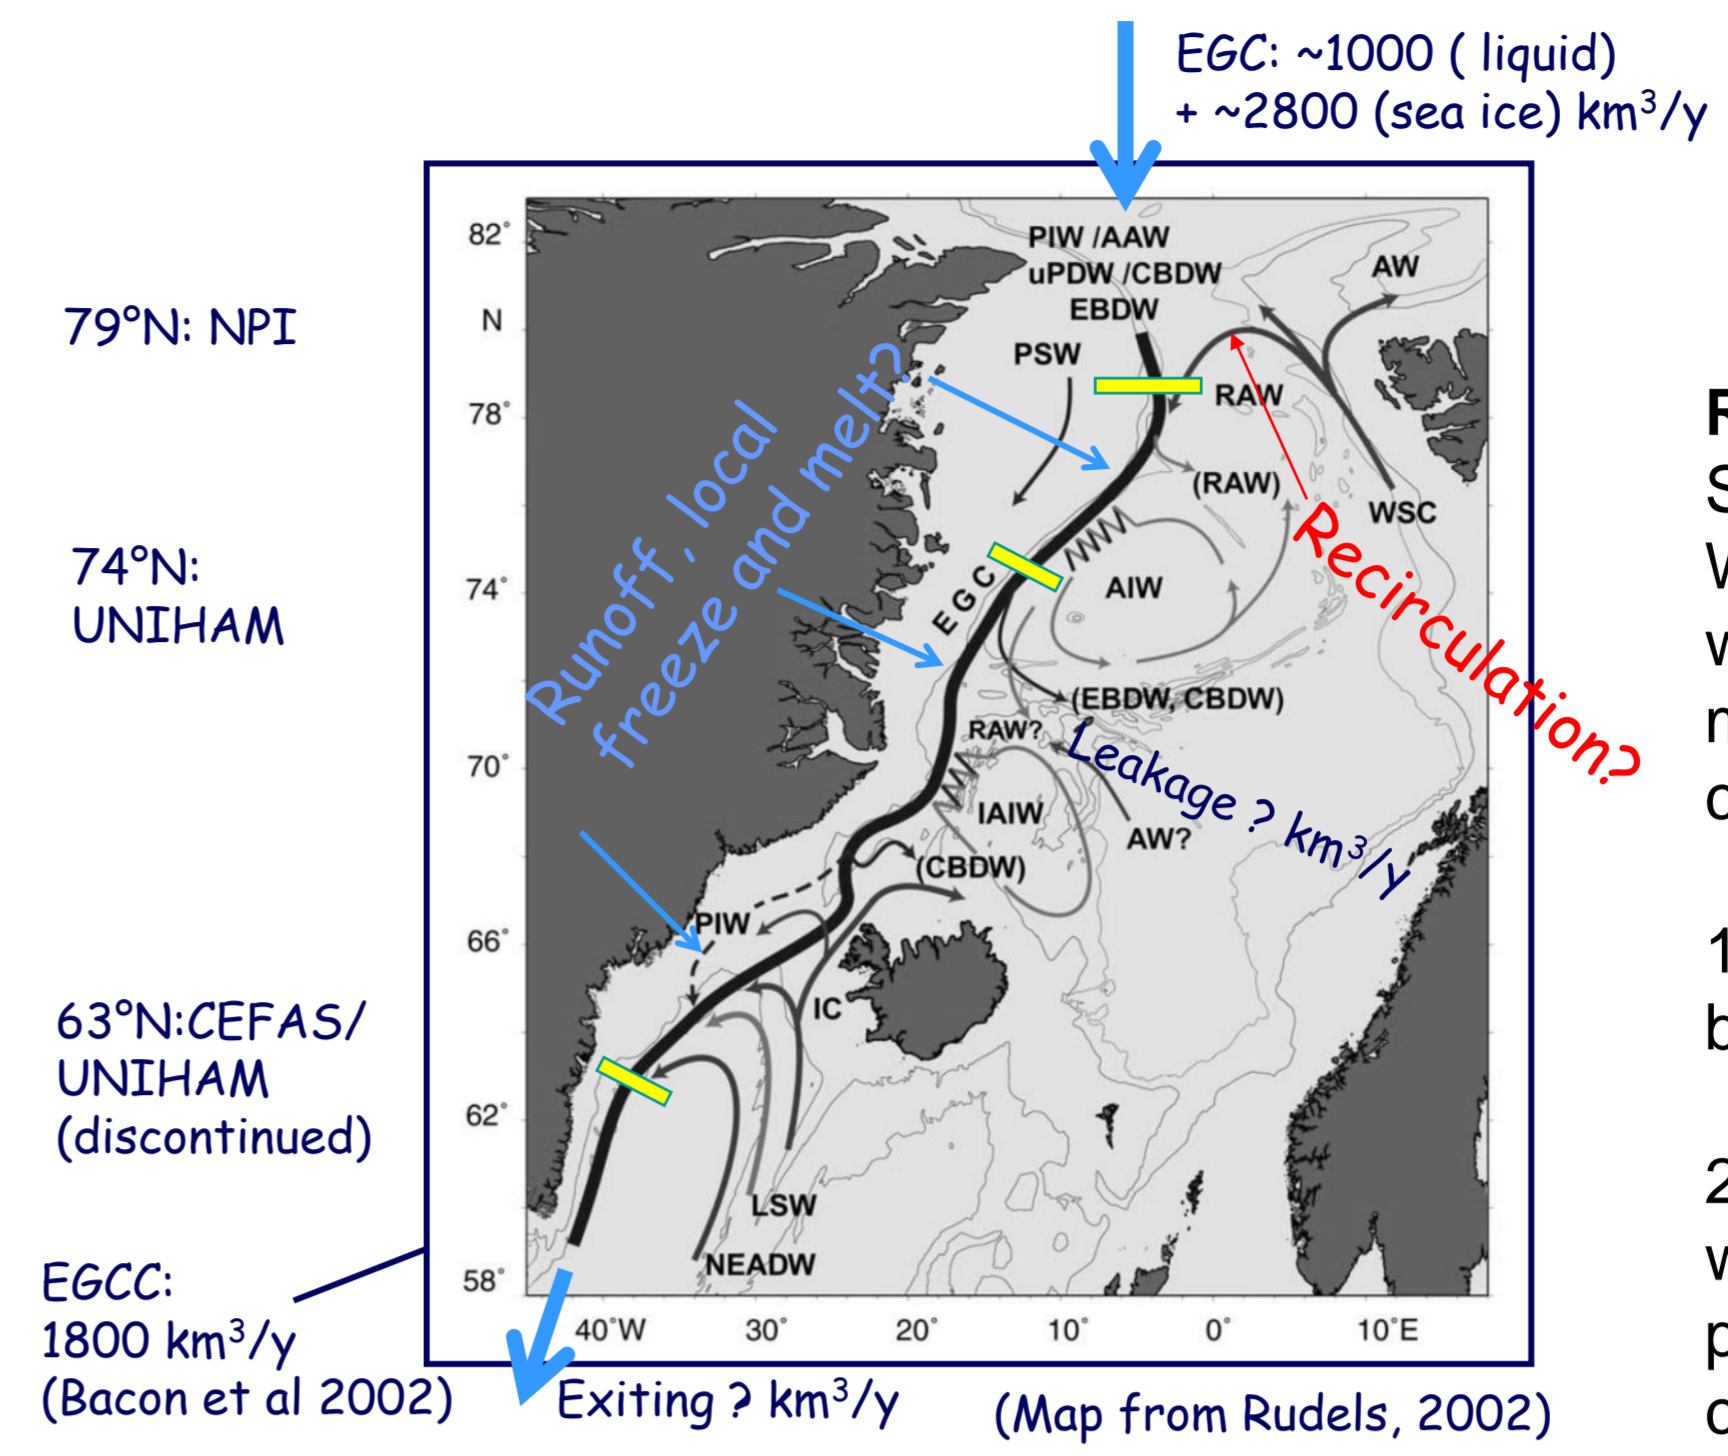 EGC: ~1000 ( liquid)
+ ~2800 (sea ice) km³/y
79°N: NPI
74°N:
UNIHAM
63°N:CEFAS/
UNIHAM
(discontinued)
EGCC:
1800 km³/y
(Bacon et al 2002)
82°
N
78°
74°
70°
66°
62°
58°
40°W
30°
20°
10°
0°
10°E
PIW /AAW
uPDW /CBDW
EBDW
AW
PSW
RAW
(RAW)
WSC
Runoff, local
freeze and melt?
Recirculation?
EGC
AIW
(EBDW, CBDW)
RAW?
Leakage ? km³/y
IAIW
AW?
(CBDW)
PIW
IC
LSW
NEADW
Exiting ? km³/y
(Map from Rudels, 2002)
1
2